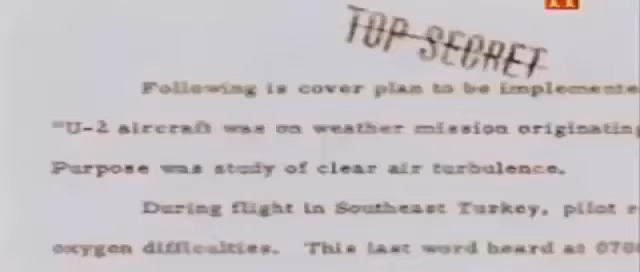 TOP SECRET
Following is cover plan to be implemente
"U-2 aircraft was on weather mission originating
Purpose was study of clear air turbulence.
During flight in Southeast Turkey, pilot r
oxygen difficulties. This last word heard at 070